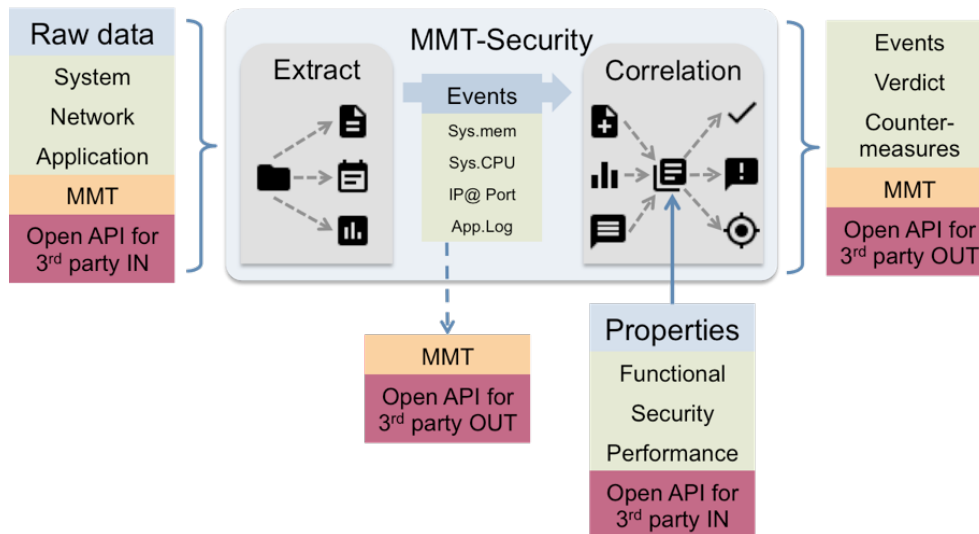 Raw data
System
Network
Application
MMT
Open API for
3rd party IN
MMT-Security
Extract
Events
Sys.mem
Sys.CPU
IP@ Port
App.Log
Correlation
Events
Verdict
Counter-
measures
MMT
Open API for
3rd party OUT
MMT
Open API for
3rd party OUT
Properties
Functional
Security
Performance
Open API for
3rd party IN